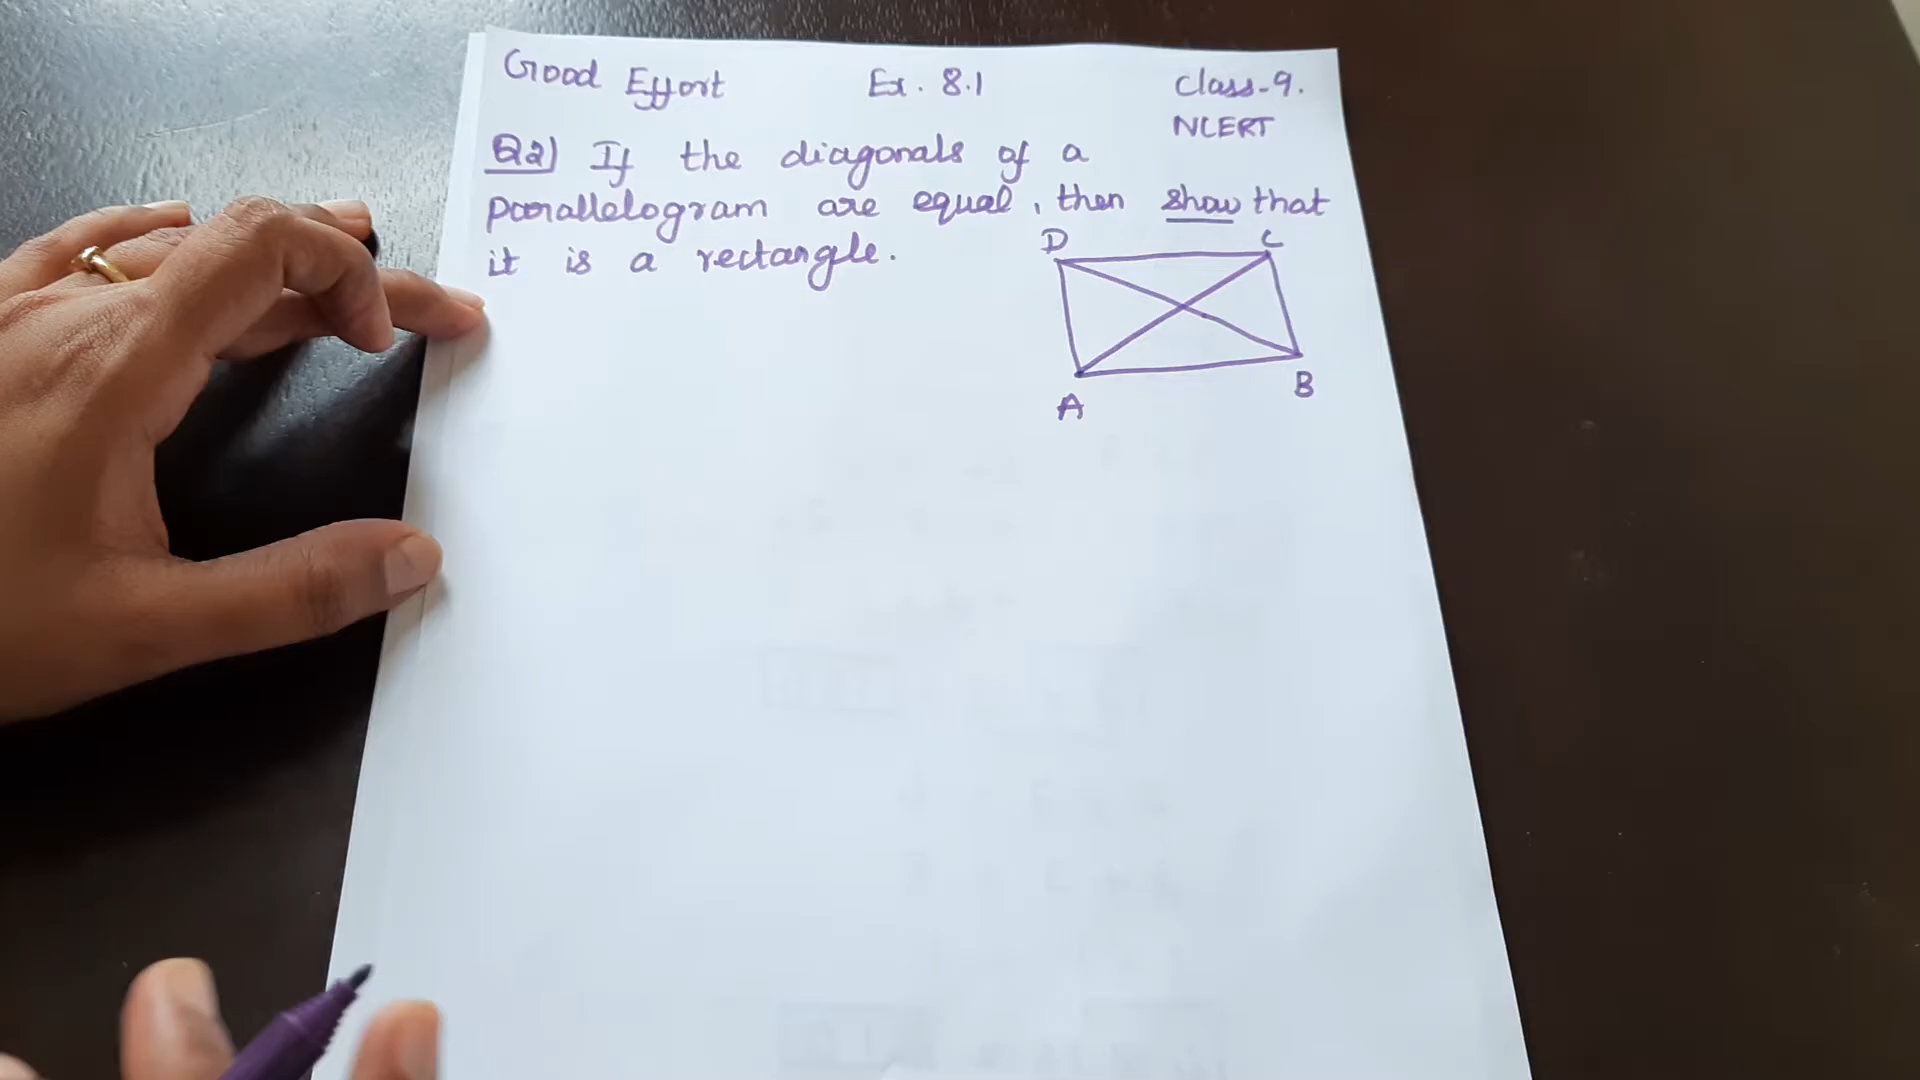 Good Effort Ex. 8.1 Class-9.
NCERT
Q2) If the diagonals of a
parallelogram are equal, then show that
it is a rectangle.
D C
A B